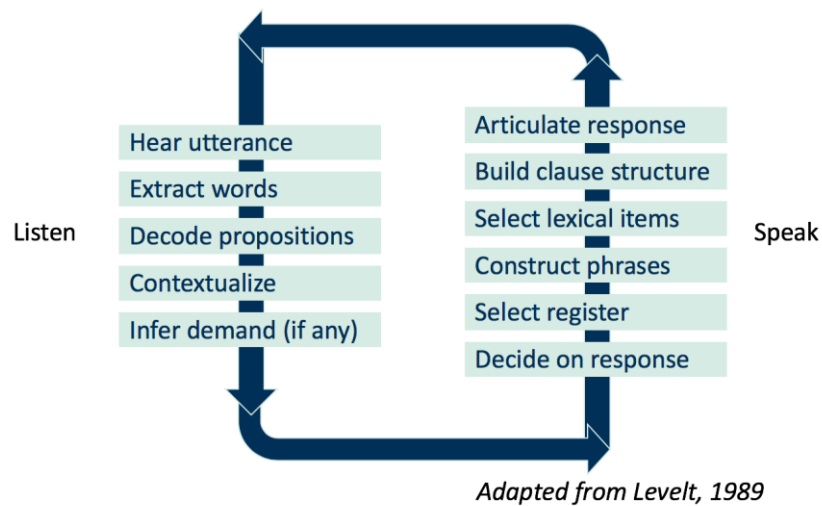 Listen
Hear utterance
Extract words
Decode propositions
Contextualize
Infer demand (if any)
Articulate response
Build clause structure
Select lexical items
Construct phrases
Select register
Decide on response
Speak
Adapted from Levelt, 1989